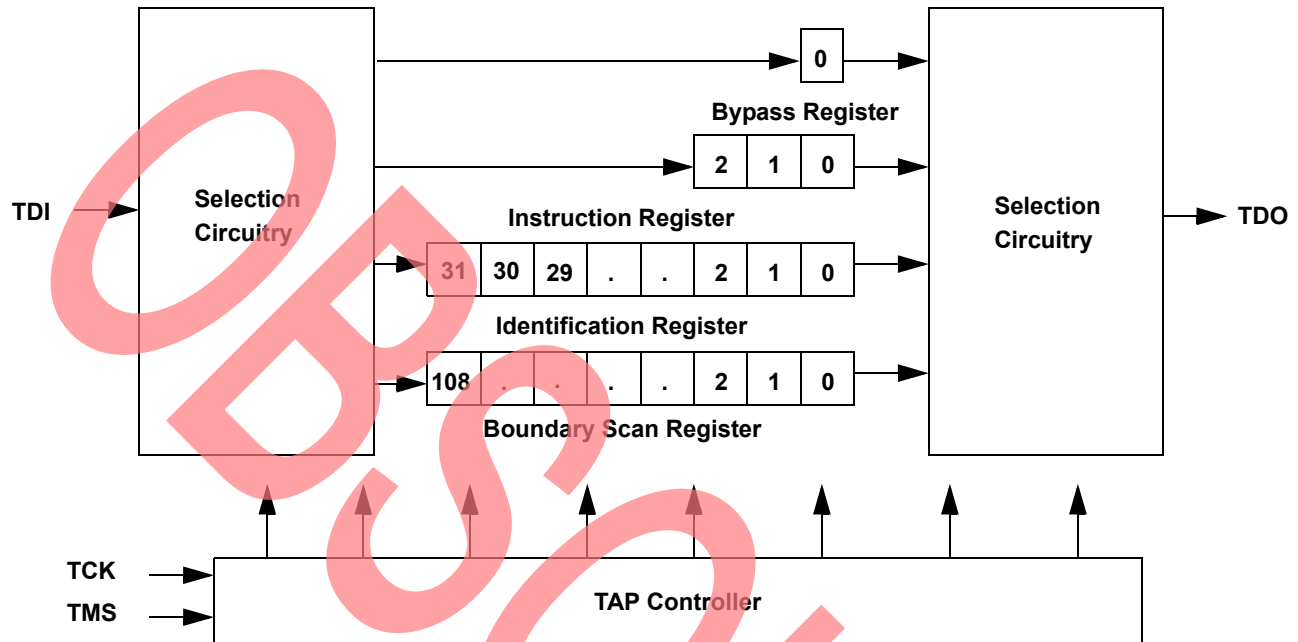 0
Bypass Register
2 1 0
TDI
Selection
Circuitry
Selection
Circuitry
TDO
Instruction Register
31 30 29 . . 2 1 0
Identification Register
108 . . . . 2 1 0
Boundary Scan Register
TCK
TMS
TAP Controller